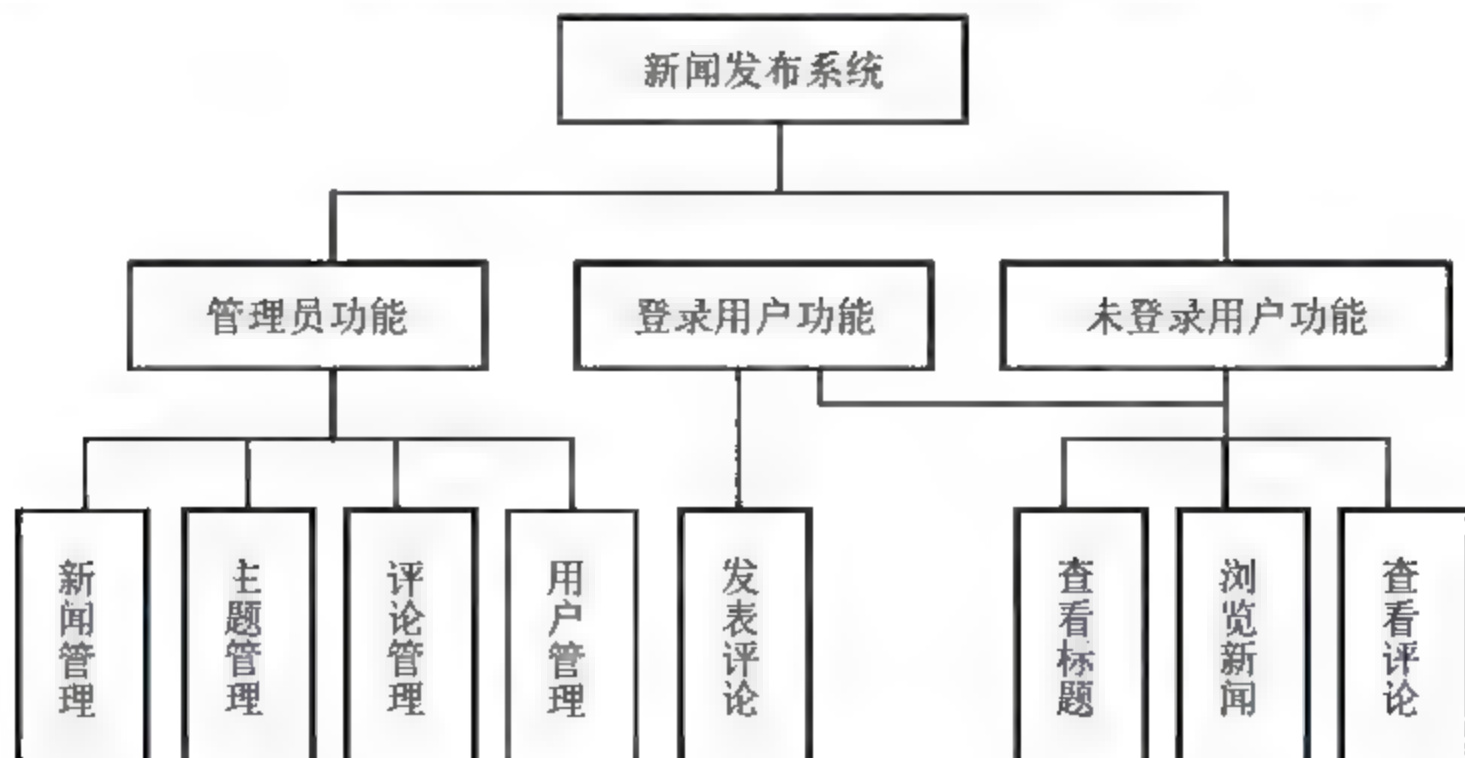 新闻发布系统
管理员功能
登录用户功能
未登录用户功能
新闻管理
主题管理
评论管理
用户管理
发表评论
查看标题
浏览新闻
查看评论